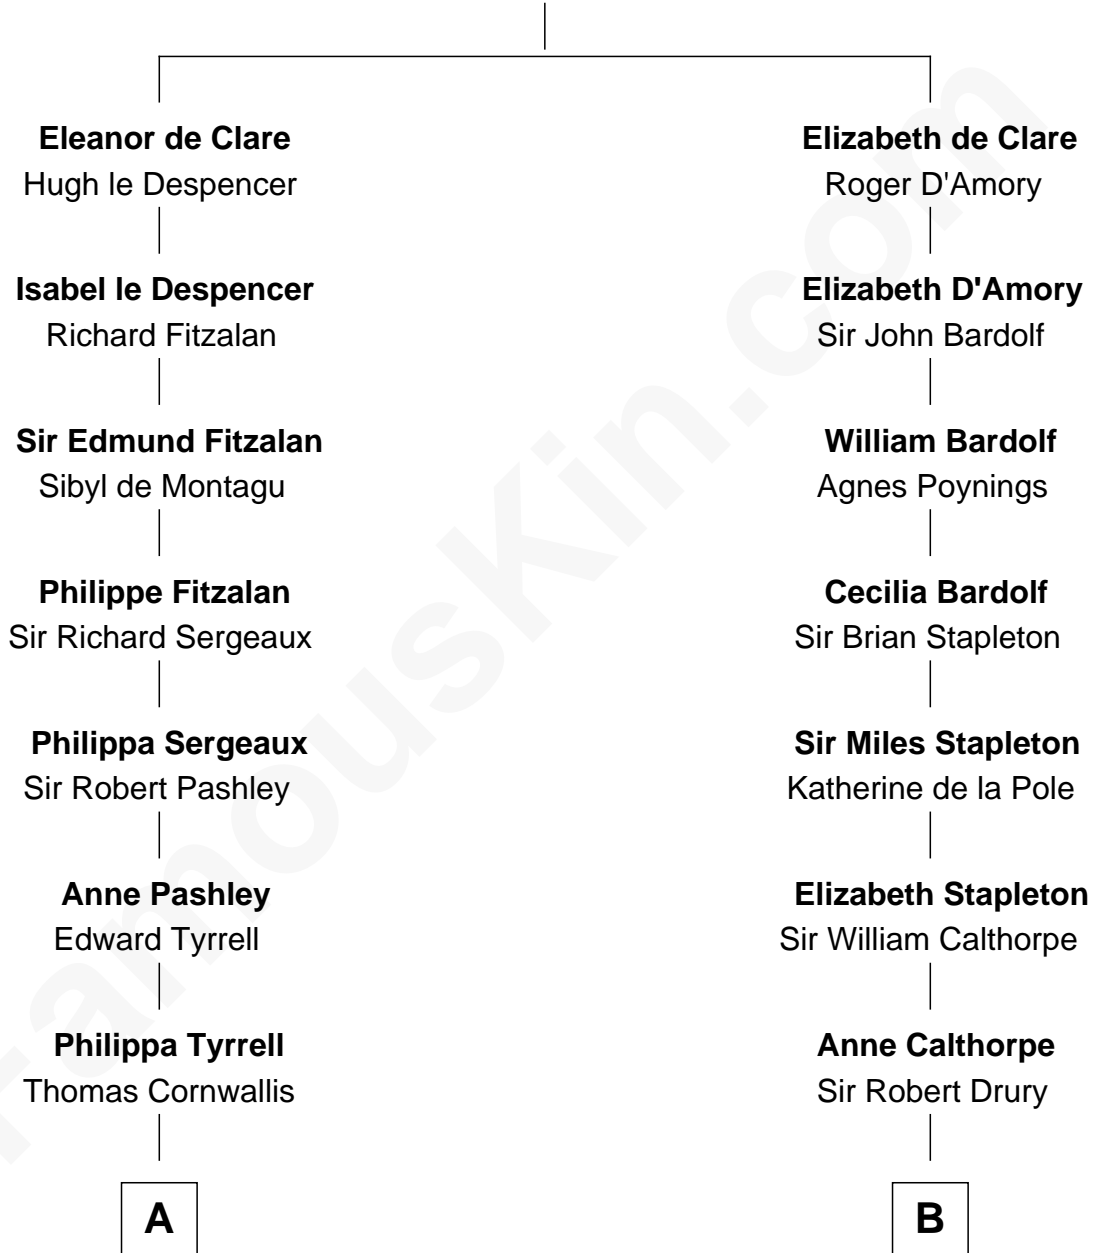 Eleanor de Clare
Hugh le Despencer
Isabel le Despencer
Richard Fitzalan
Sir Edmund Fitzalan
Sibyl de Montagu
Philippe Fitzalan
Sir Richard Sergeaux
Philippa Sergeaux
Sir Robert Pashley
Anne Pashley
Edward Tyrrell
Philippa Tyrrell
Thomas Cornwallis
A
Elizabeth de Clare
Roger D'Amory
Elizabeth D'Amory
Sir John Bardolf
William Bardolf
Agnes Poynings
Cecilia Bardolf
Sir Brian Stapleton
Sir Miles Stapleton
Katherine de la Pole
Elizabeth Stapleton
Sir William Calthorpe
Anne Calthorpe
Sir Robert Drury
B
FamousKin.com